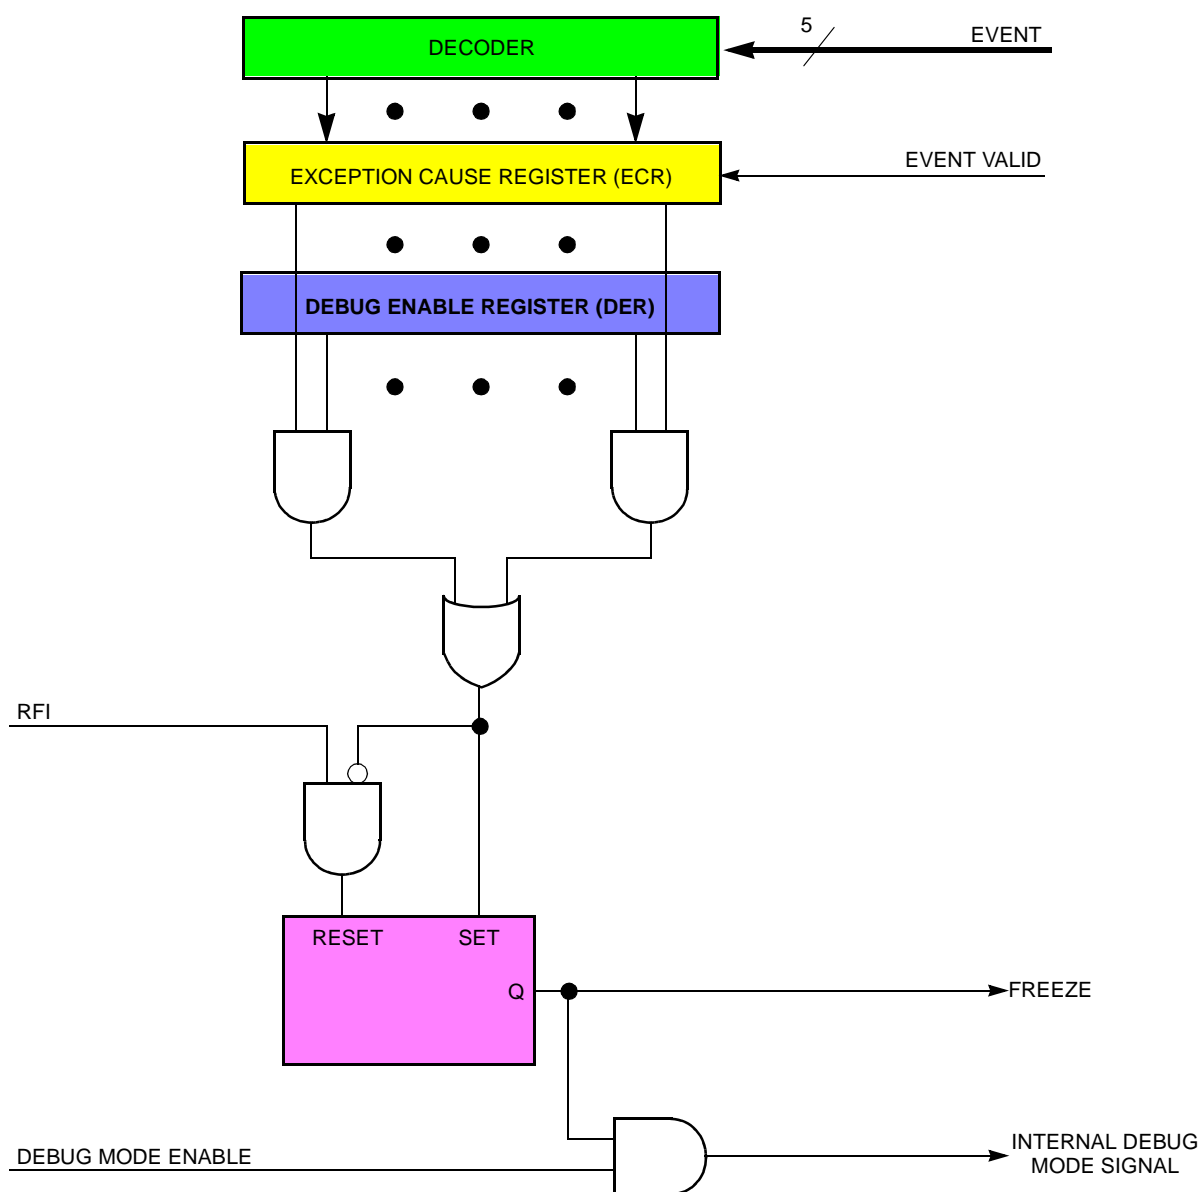 5
EVENT
DECODER
EVENT VALID
EXCEPTION CAUSE REGISTER (ECR)
DEBUG ENABLE REGISTER (DER)
RFI
RESET
SET
Q
FREEZE
DEBUG MODE ENABLE
INTERNAL DEBUG
MODE SIGNAL